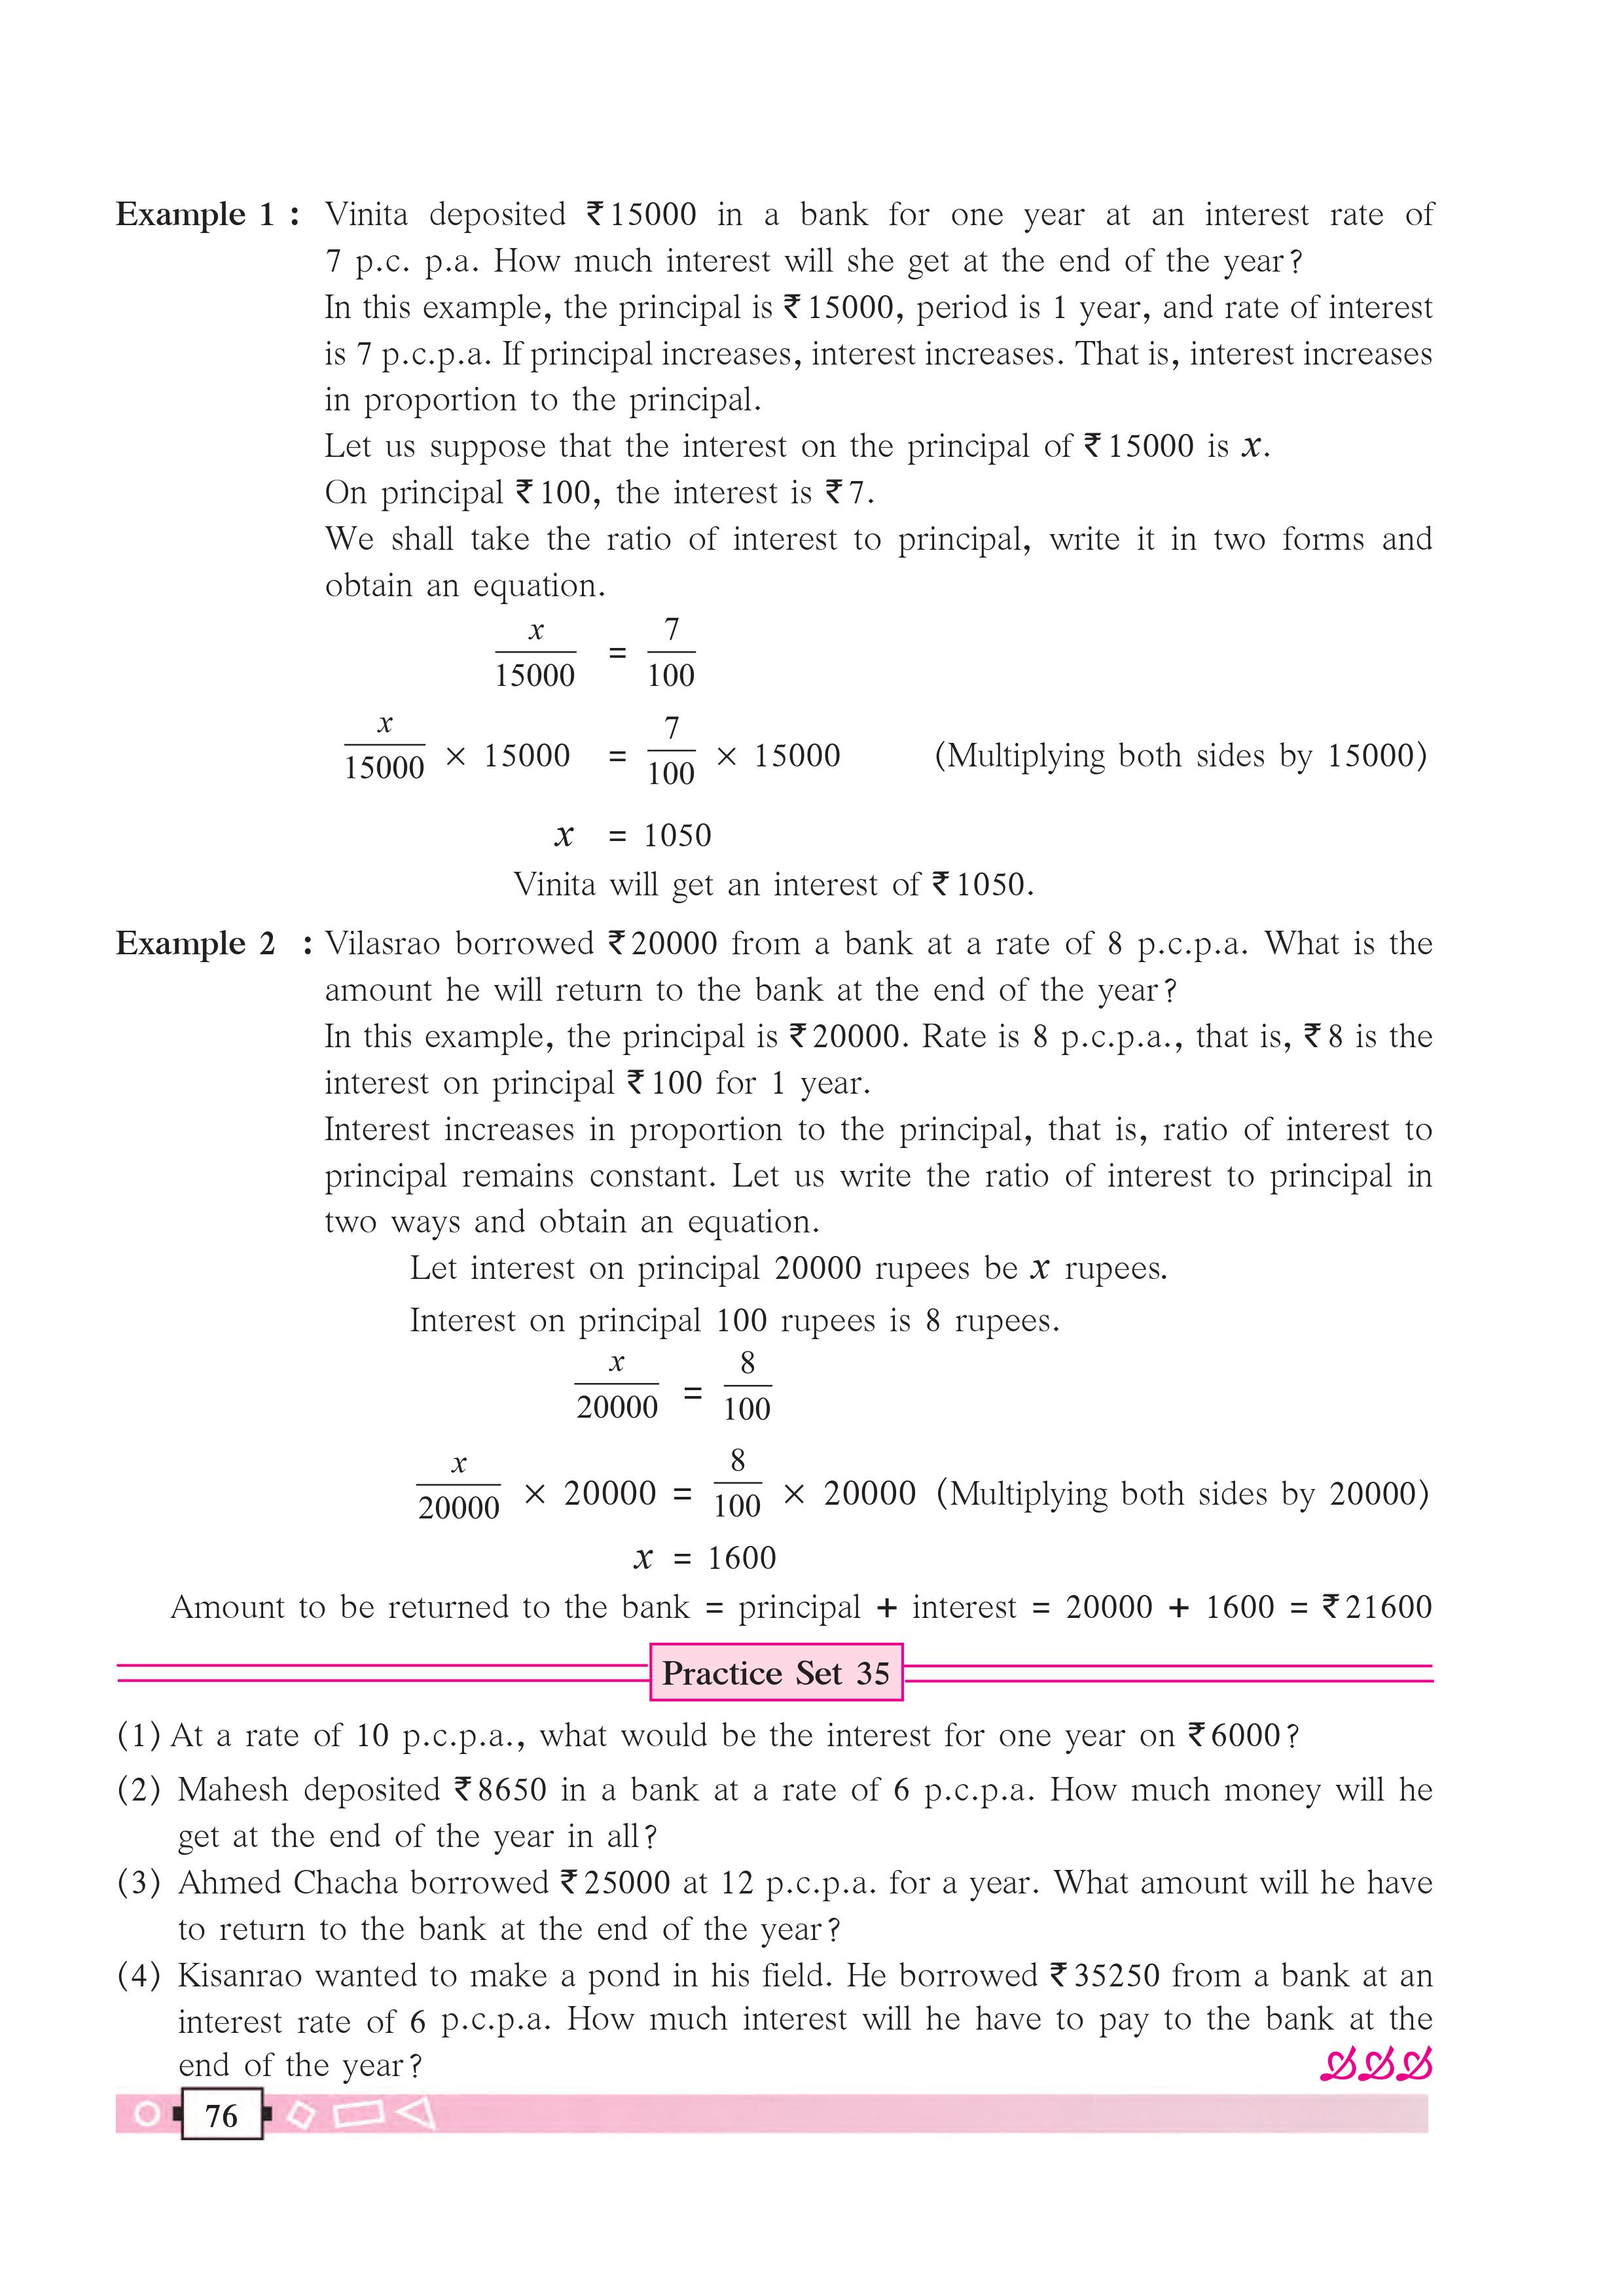 Example 1 : Vinita deposited ₹15000 in a bank for one year at an interest rate of
7 p.c. p.a. How much interest will she get at the end of the year?
In this example, the principal is ₹15000, period is 1 year, and rate of interest
is 7 p.c.p.a. If principal increases, interest increases. That is, interest increases
in proportion to the principal.
Let us suppose that the interest on the principal of ₹15000 is x.
On principal ₹100, the interest is ₹7.
We shall take the ratio of interest to principal, write it in two forms and
obtain an equation.
x/15000 = 7/100
x/15000 × 15000 = 7/100 × 15000 (Multiplying both sides by 15000)
x = 1050
Vinita will get an interest of ₹1050.
Example 2 : Vilasrao borrowed ₹20000 from a bank at a rate of 8 p.c.p.a. What is the
amount he will return to the bank at the end of the year?
In this example, the principal is ₹20000. Rate is 8 p.c.p.a., that is, ₹8 is the
interest on principal ₹100 for 1 year.
Interest increases in proportion to the principal, that is, ratio of interest to
principal remains constant. Let us write the ratio of interest to principal in
two ways and obtain an equation.
Let interest on principal 20000 rupees be x rupees.
Interest on principal 100 rupees is 8 rupees.
x/20000 = 8/100
x/20000 × 20000 = 8/100 × 20000 (Multiplying both sides by 20000)
x = 1600
Amount to be returned to the bank = principal + interest = 20000 + 1600 = ₹21600
Practice Set 35
(1) At a rate of 10 p.c.p.a., what would be the interest for one year on ₹6000?
(2) Mahesh deposited ₹8650 in a bank at a rate of 6 p.c.p.a. How much money will he
get at the end of the year in all?
(3) Ahmed Chacha borrowed ₹25000 at 12 p.c.p.a. for a year. What amount will he have
to return to the bank at the end of the year?
(4) Kisanrao wanted to make a pond in his field. He borrowed ₹35250 from a bank at an
interest rate of 6 p.c.p.a. How much interest will he have to pay to the bank at the
end of the year?
76